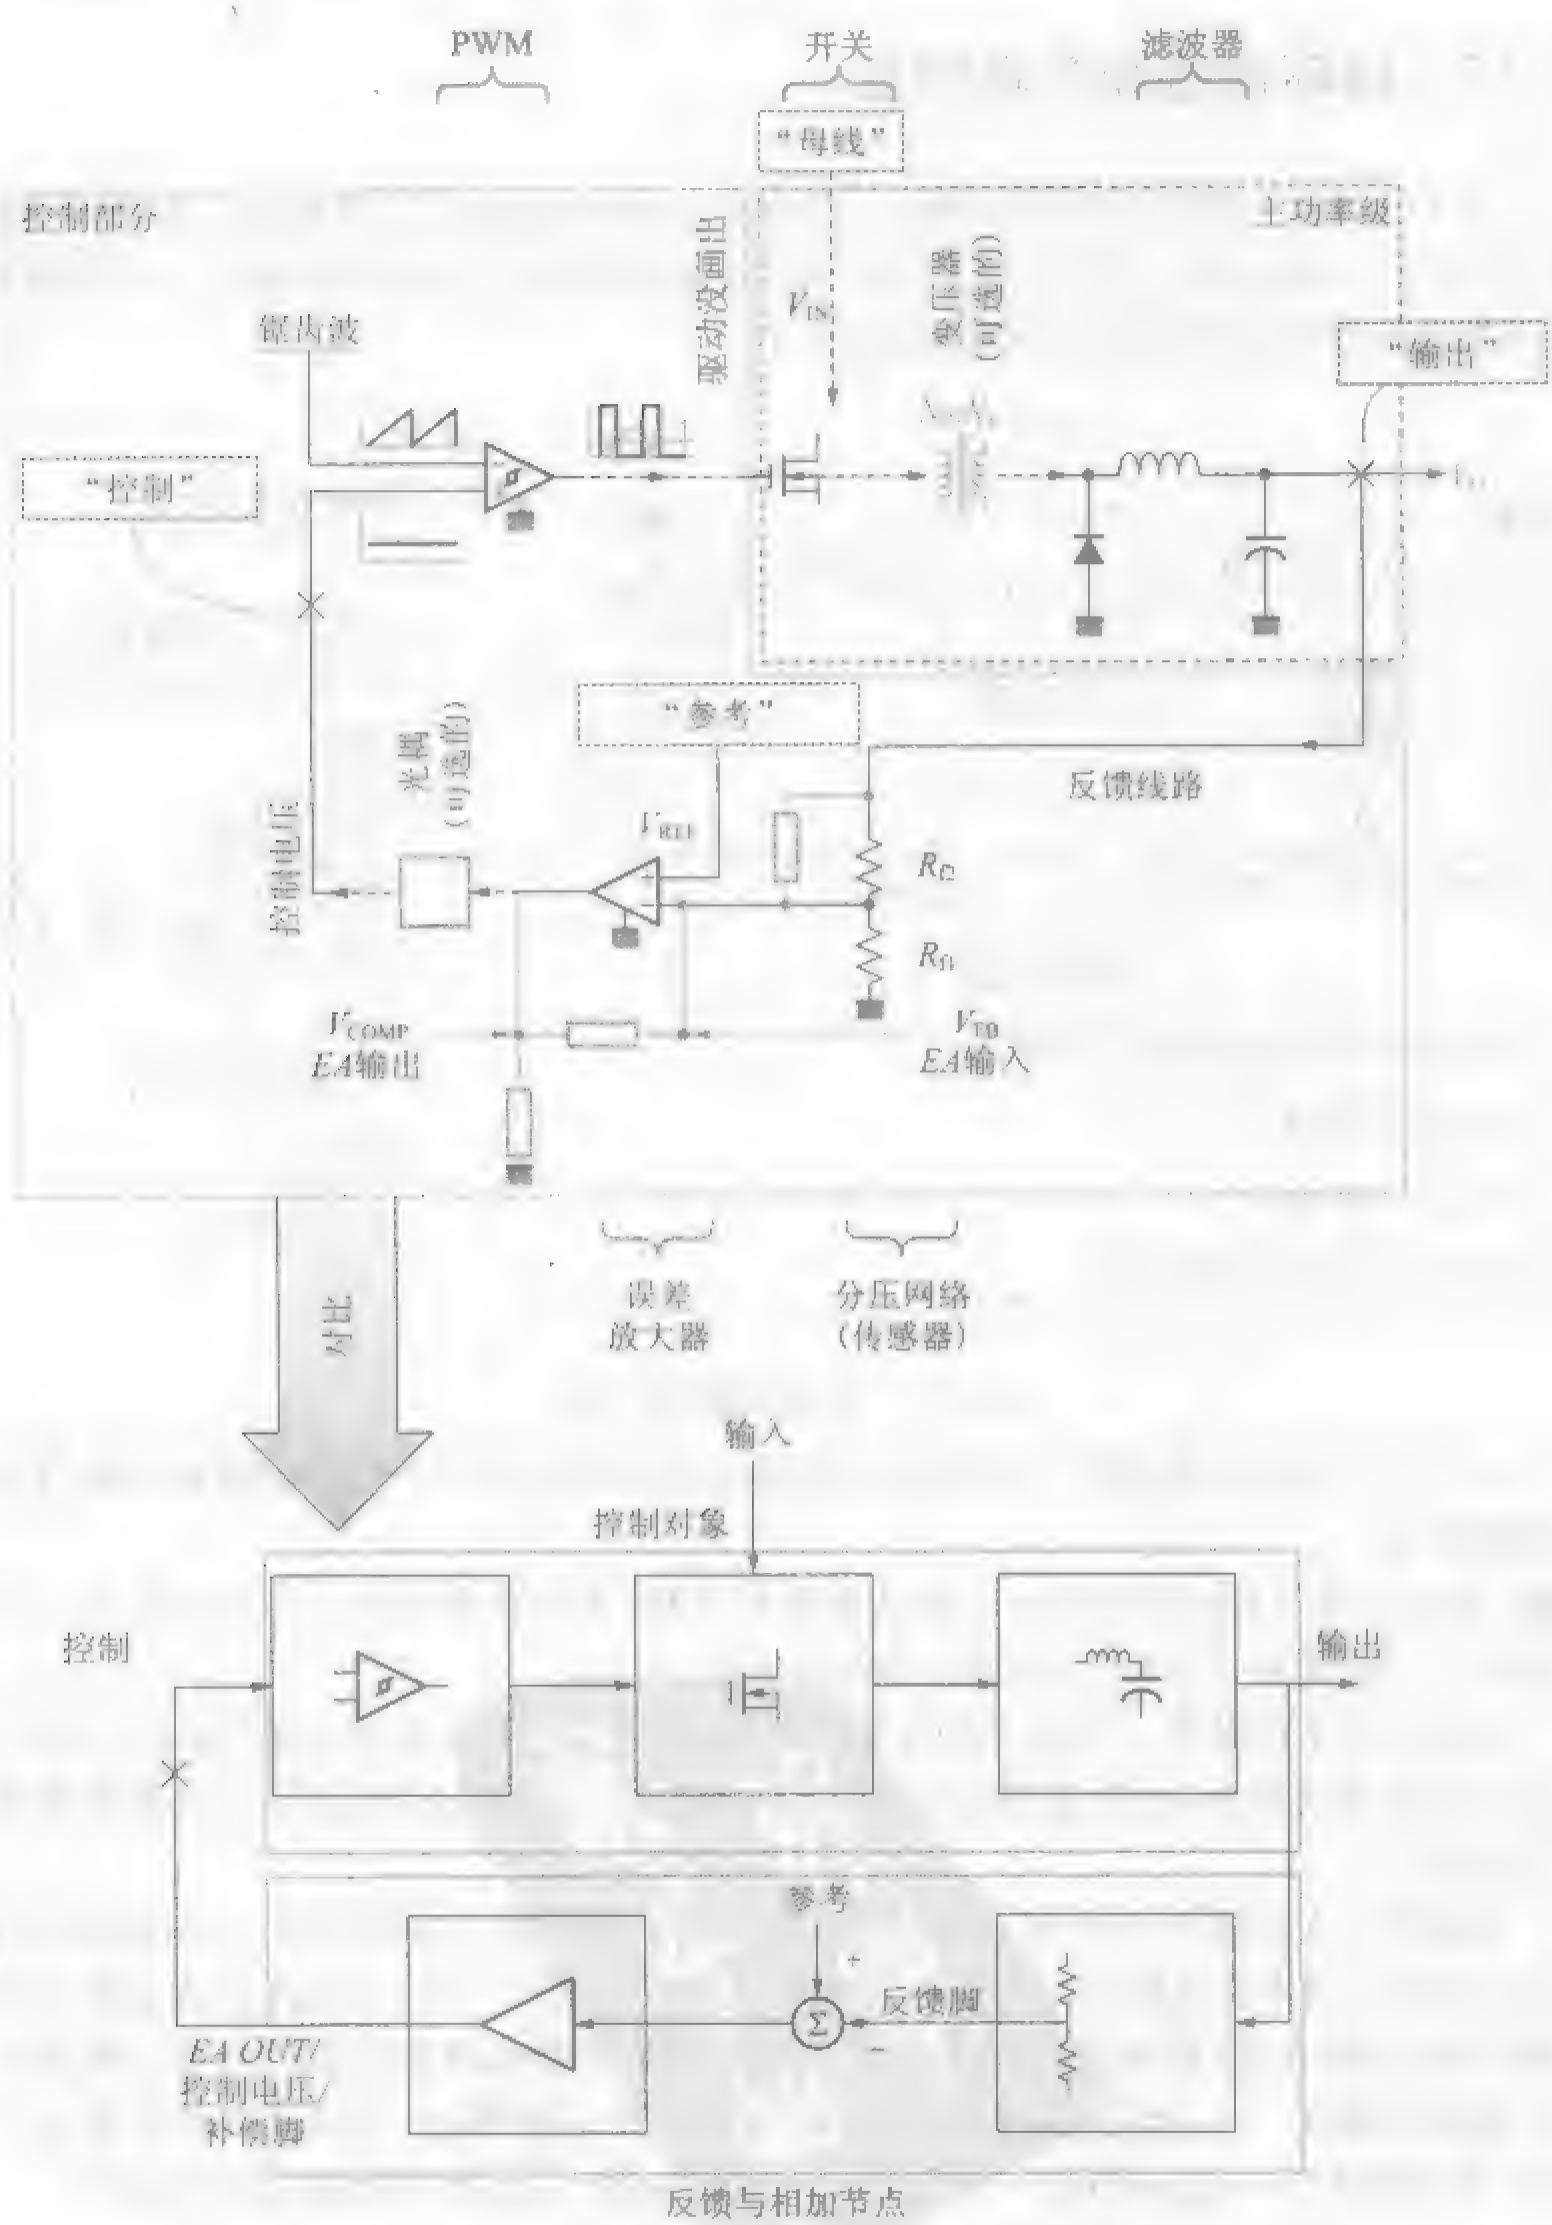 PWM
开关
滤波器
“母线”
控制部分
主功率级
驱动没画出
V_IN
变压器
(可选的)
锯齿波
“输出”
“控制”
“参考”
光耦
(可选的)
反馈线路
控制电压
V_REF
R_f2
R_f1
V_COMP
EA输出
V_FB
EA输入
误差
放大器
分压网络
(传感器)
对比
输入
控制对象
控制
输出
参考
+
反馈脚
Σ
−
EA OUT/
控制电压/
补偿脚
反馈与相加节点